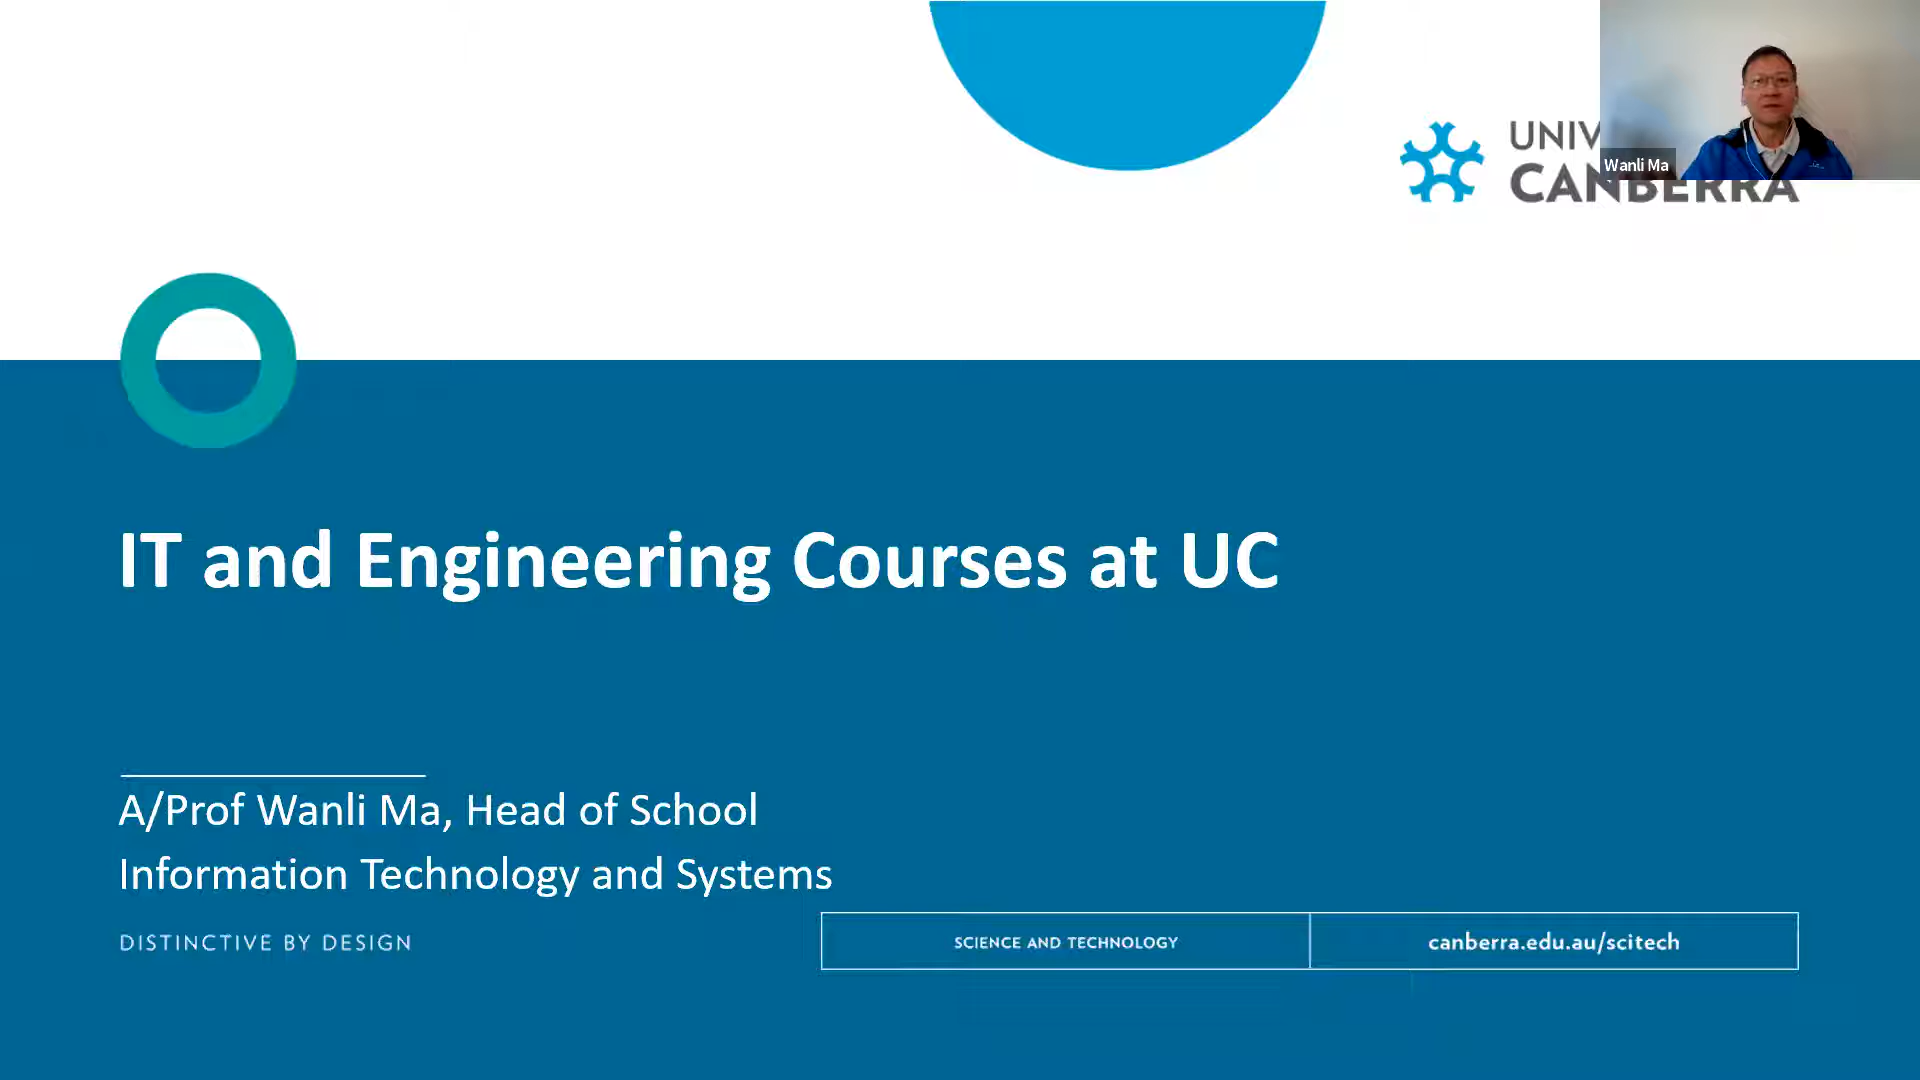 UNIV
CANBERRA
Wanli Ma
IT and Engineering Courses at UC
A/Prof Wanli Ma, Head of School
Information Technology and Systems
DISTINCTIVE BY DESIGN
SCIENCE AND TECHNOLOGY
canberra.edu.au/scitech